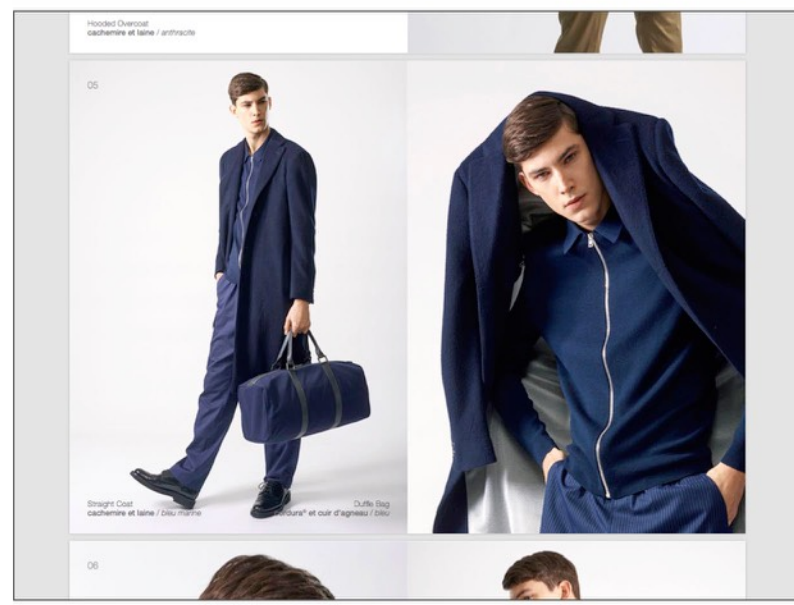 Hooded Overcoat
cachemire et laine / anthracite
05
Straight Coat
cachemire et laine / bleu marine
Duffle Bag
et cuir d'agneau / bleu
06